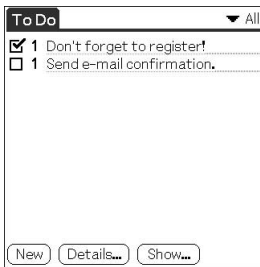 To Do All
1 Don't forget to register!
1 Send e-mail confirmation.
New Details... Show...